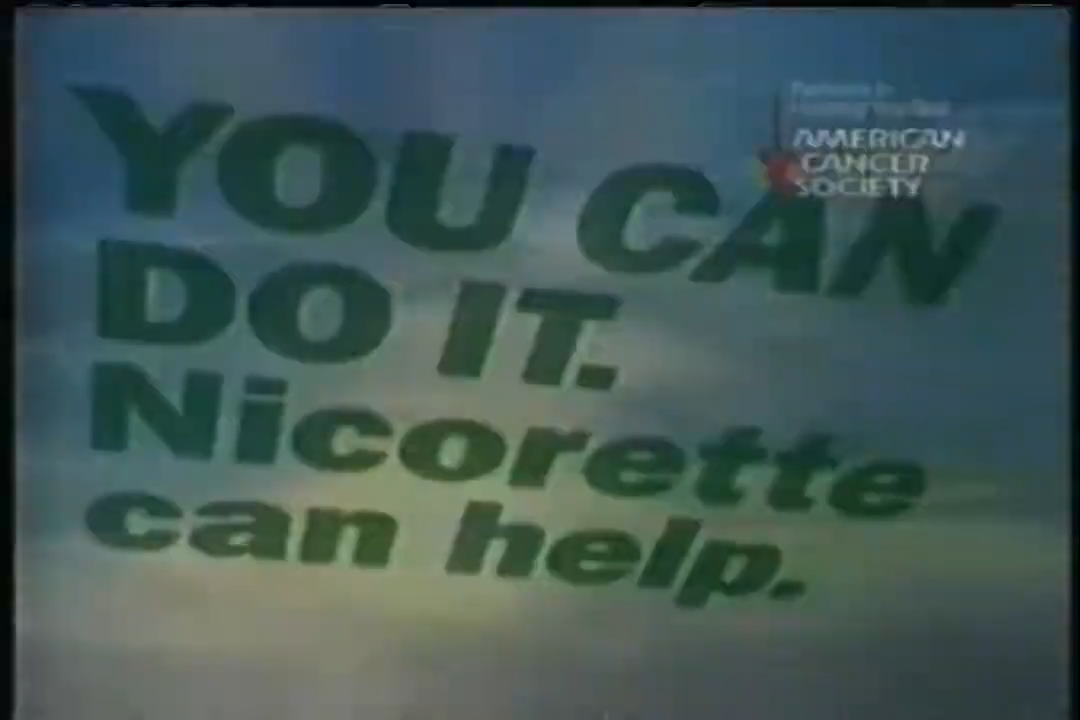 YOU CAN
DO IT.
Nicorette
can help.
AMERICAN
CANCER
SOCIETY